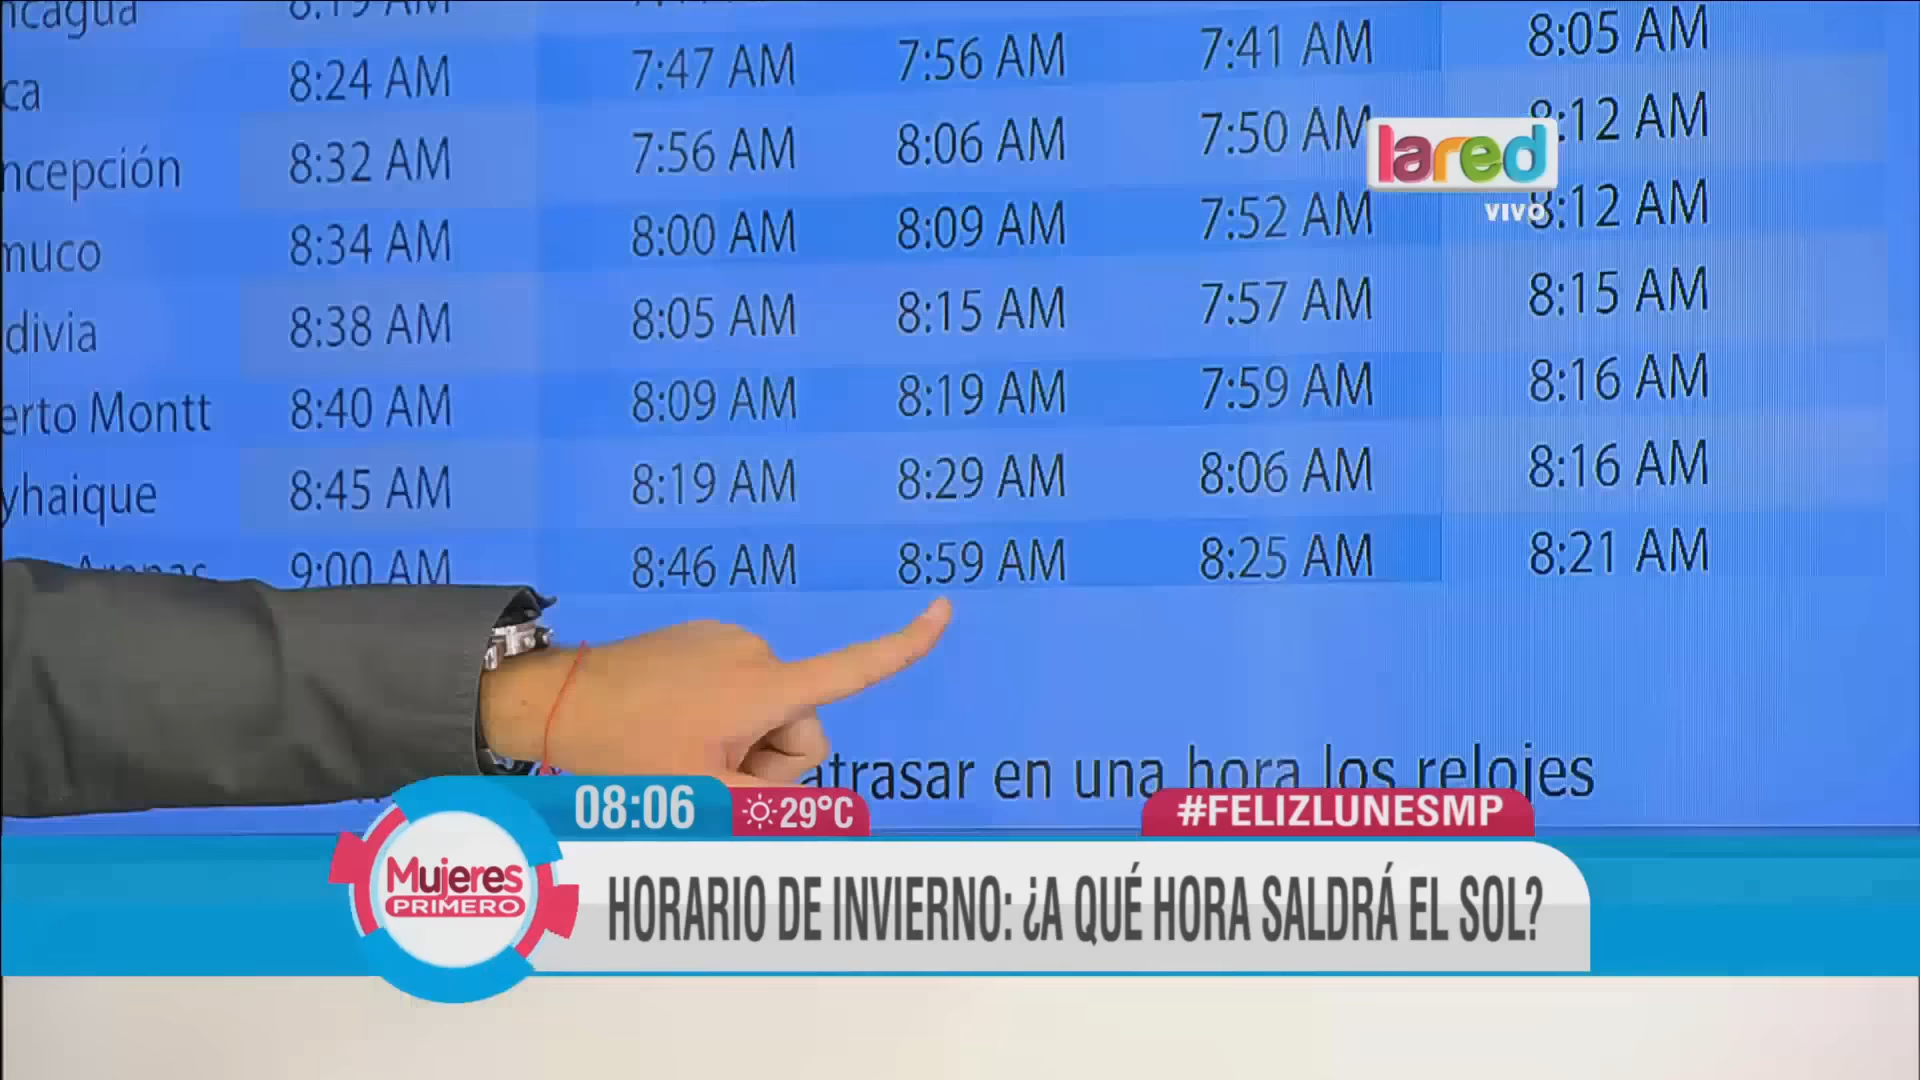 8:19 AM
8:24 AM 7:47 AM 7:56 AM 7:41 AM 8:05 AM
8:32 AM 7:56 AM 8:06 AM 7:50 AM 8:12 AM
8:34 AM 8:00 AM 8:09 AM 7:52 AM 8:12 AM
8:38 AM 8:05 AM 8:15 AM 7:57 AM 8:15 AM
erto Montt 8:40 AM 8:09 AM 8:19 AM 7:59 AM 8:16 AM
yhaique 8:45 AM 8:19 AM 8:29 AM 8:06 AM 8:16 AM
Arenas 9:00 AM 8:46 AM 8:59 AM 8:25 AM 8:21 AM
lared
VIVO
atrasar en una hora los relojes
08:06 29°C #FELIZLUNESMP
Mujeres
PRIMERO
HORARIO DE INVIERNO: ¿A QUÉ HORA SALDRÁ EL SOL?